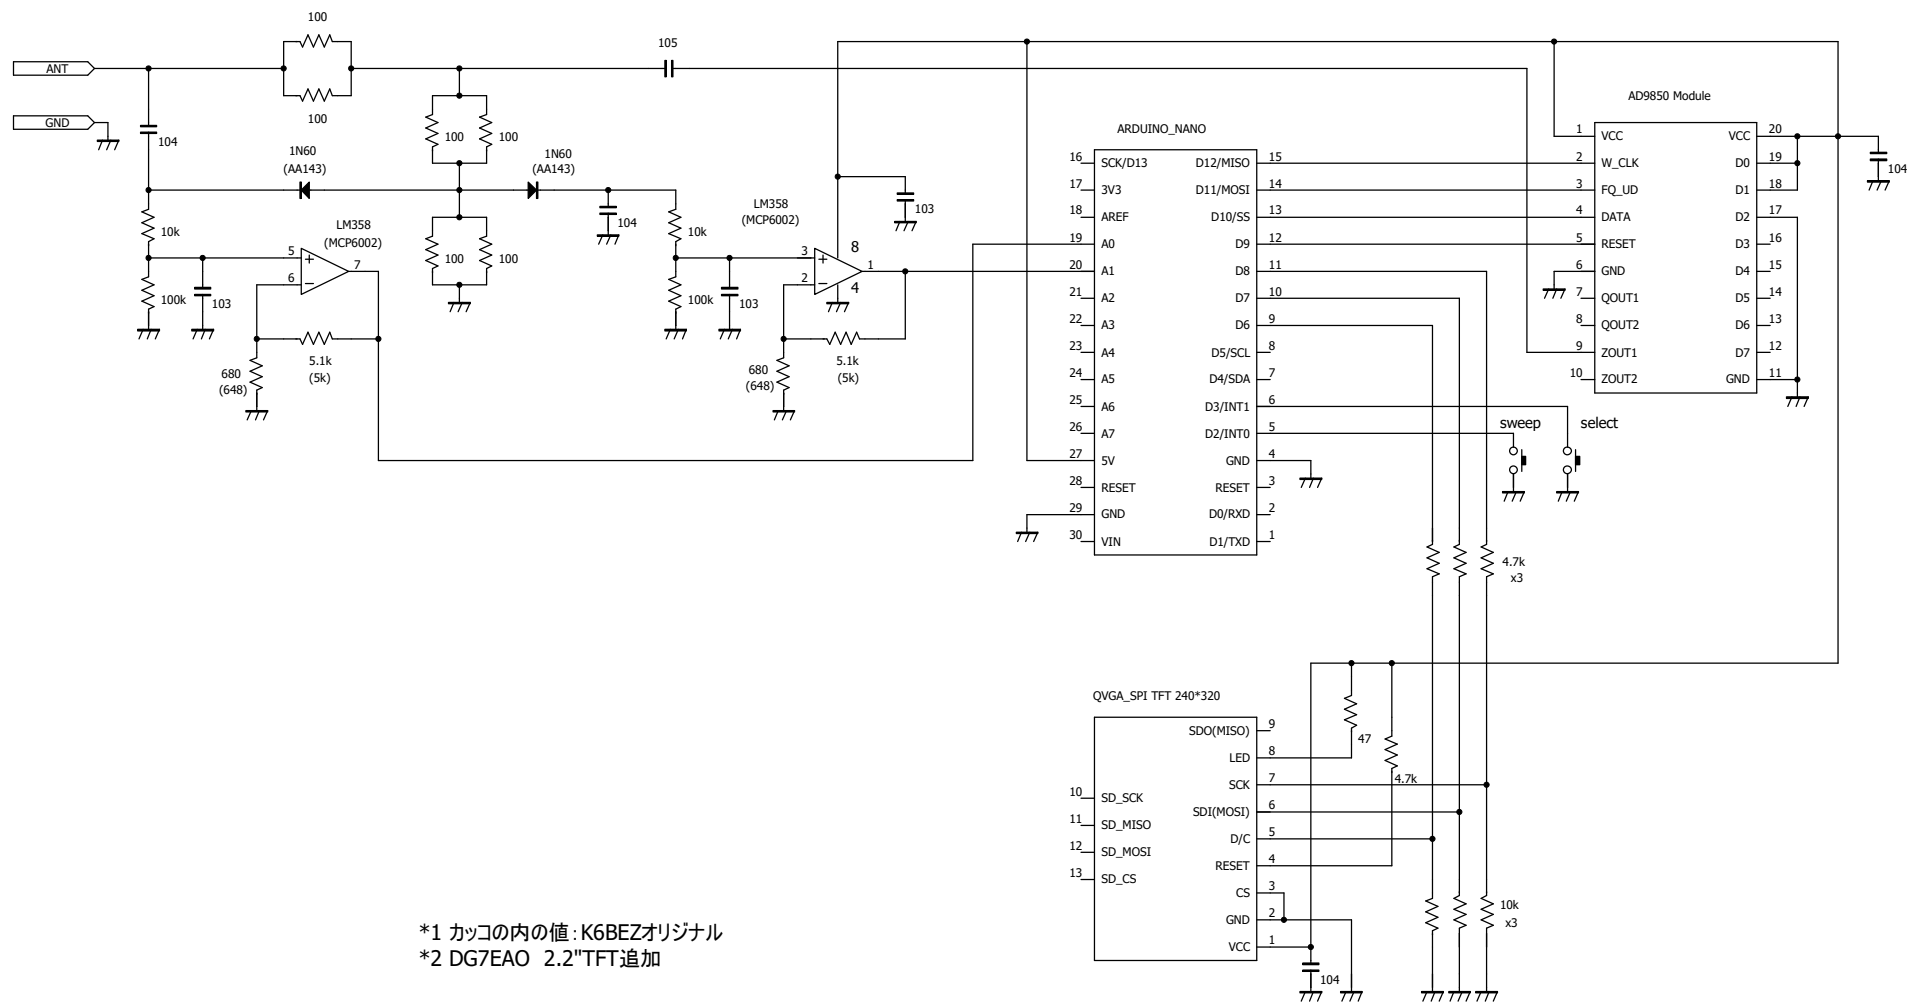 100
105
ANT
100
GND
104
100
100
1N60
(AA143)
1N60
(AA143)
10k
LM358
(MCP6002)
5
6
7
100k
103
5.1k
(5k)
680
(648)
100
100
104
10k
LM358
(MCP6002)
103
3
2
8
4
1
100k
103
5.1k
(5k)
680
(648)
ARDUINO_NANO
16 SCK/D13 D12/MISO 15
17 3V3 D11/MOSI 14
18 AREF D10/SS 13
19 A0 D9 12
20 A1 D8 11
21 A2 D7 10
22 A3 D6 9
23 A4 D5/SCL 8
24 A5 D4/SDA 7
25 A6 D3/INT1 6
26 A7 D2/INT0 5
27 5V GND 4
28 RESET RESET 3
29 GND D0/RXD 2
30 VIN D1/TXD 1
AD9850 Module
1 VCC VCC 20
2 W_CLK D0 19
3 FQ_UD D1 18
4 DATA D2 17
5 RESET D3 16
6 GND D4 15
7 QOUT1 D5 14
8 QOUT2 D6 13
9 ZOUT1 D7 12
10 ZOUT2 GND 11
104
sweep
select
4.7k
x3
QVGA_SPI TFT 240*320
SDO(MISO) 9
LED 8
SCK 7
SDI(MOSI) 6
D/C 5
RESET 4
CS 3
GND 2
VCC 1
10 SD_SCK
11 SD_MISO
12 SD_MOSI
13 SD_CS
47
4.7k
10k
x3
104
*1 カッコの内の値:K6BEZオリジナル
*2 DG7EAO 2.2"TFT追加